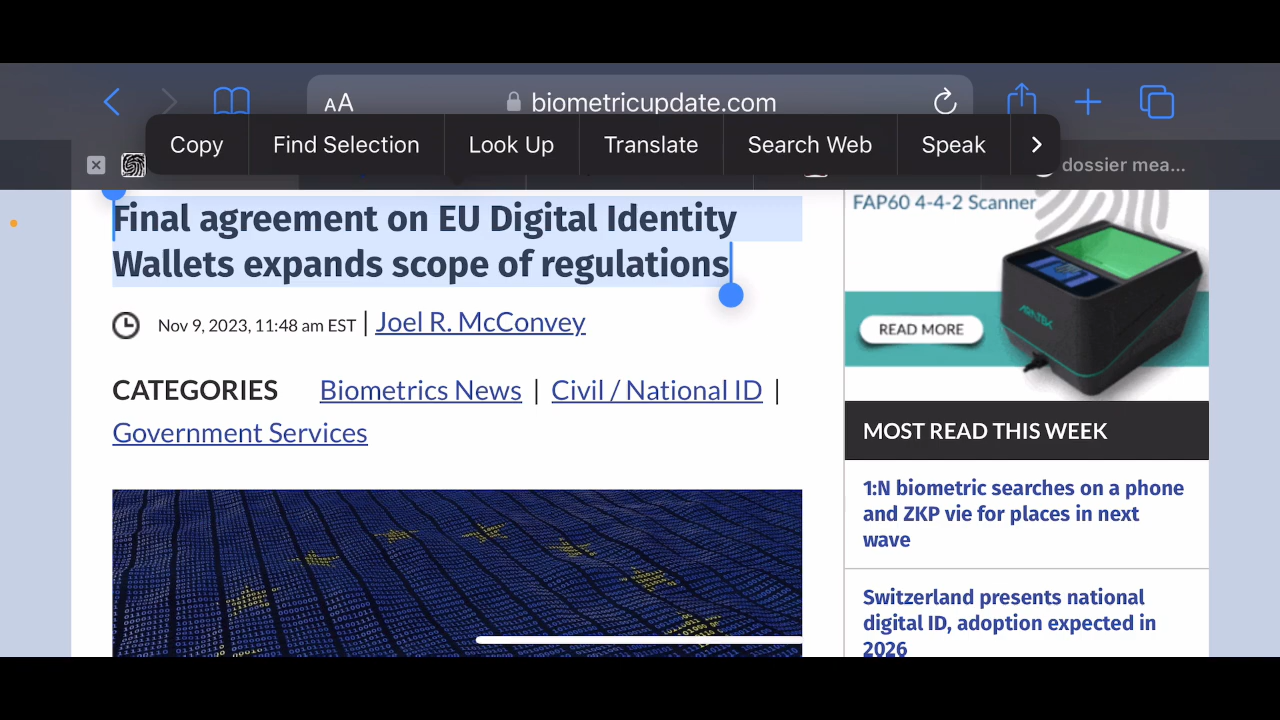 AA
biometricupdate.com
Copy
Find Selection
Look Up
Translate
Search Web
Speak
dossier mea...
Final agreement on EU Digital Identity
Wallets expands scope of regulations
Nov 9, 2023, 11:48 am EST | Joel R. McConvey
CATEGORIES Biometrics News | Civil / National ID |
Government Services
FAP60 4-4-2 Scanner
ARATEK
READ MORE
MOST READ THIS WEEK
1:N biometric searches on a phone
and ZKP vie for places in next
wave
Switzerland presents national
digital ID, adoption expected in
2026